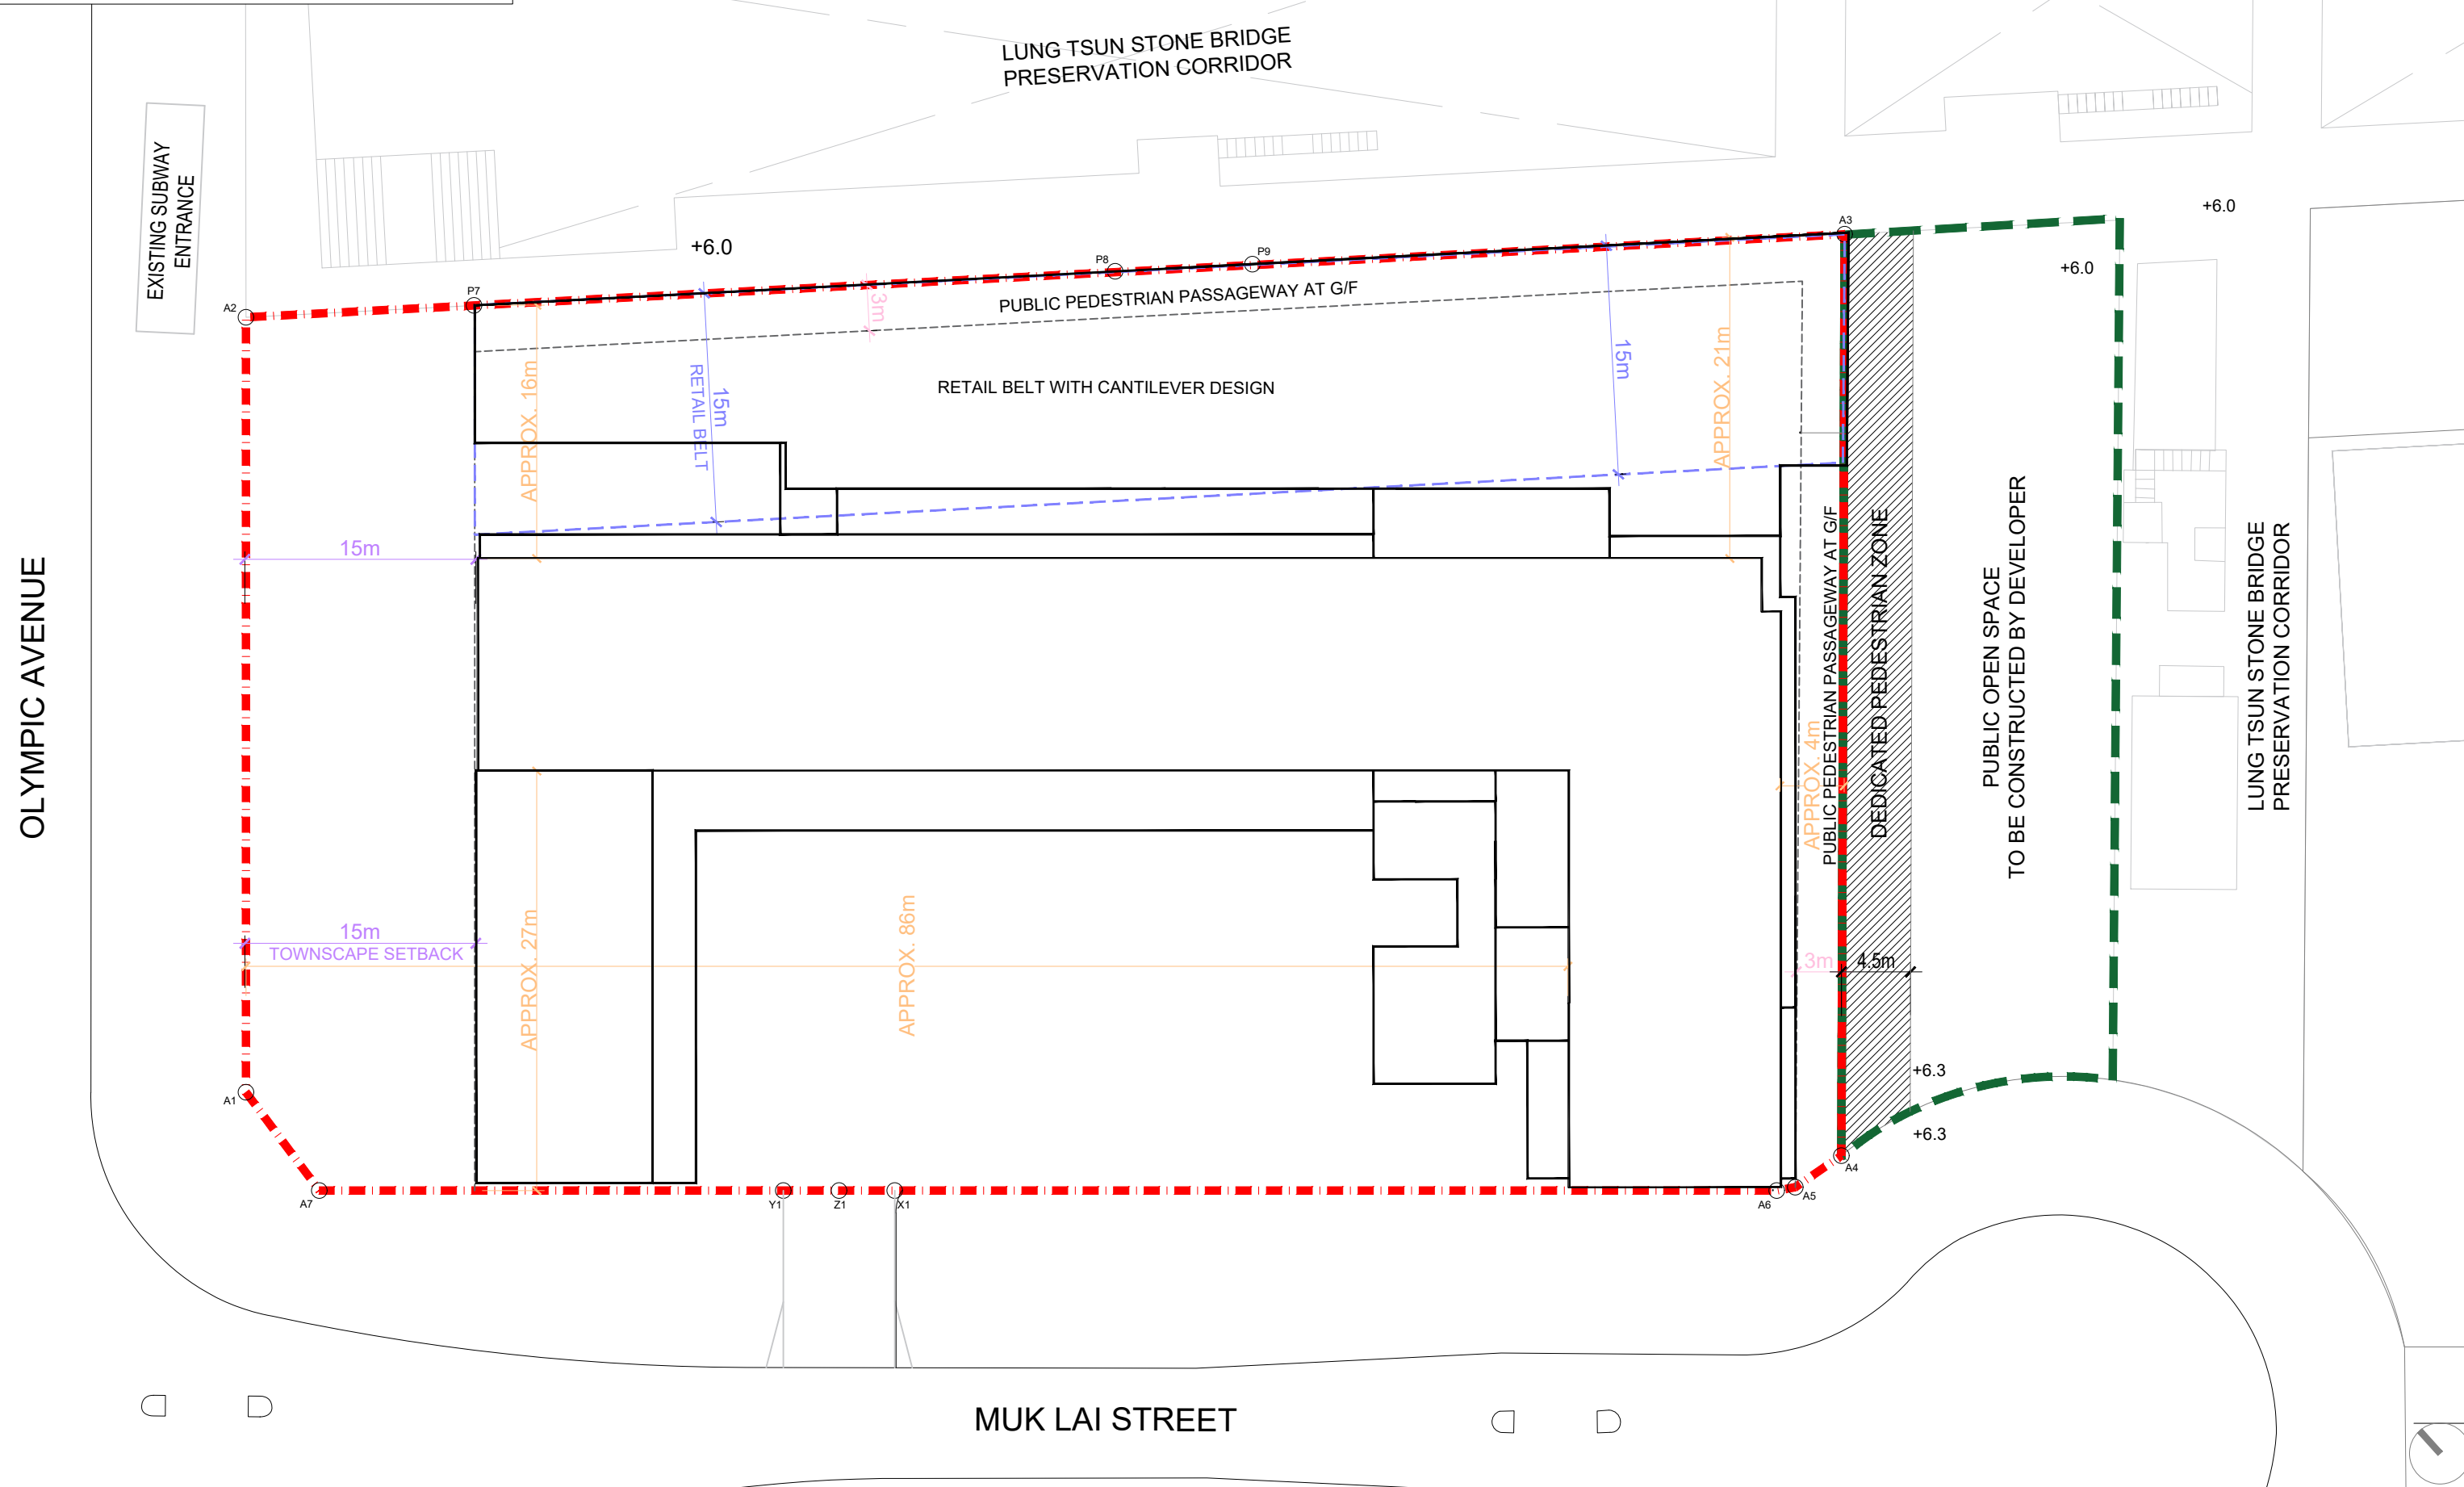 LUNG TSUN STONE BRIDGE
PRESERVATION CORRIDOR
EXISTING SUBWAY
ENTRANCE
+6.0
+6.0
+6.0
A2
P7
P8
P9
A3
3m
PUBLIC PEDESTRIAN PASSAGEWAY AT G/F
RETAIL BELT WITH CANTILEVER DESIGN
APPROX. 16m
15m
RETAIL BELT
15m
APPROX. 21m
OLYMPIC AVENUE
15m
15m
TOWNSCAPE SETBACK
APPROX. 27m
APPROX. 86m
APPROX. 4m
PUBLIC PEDESTRIAN PASSAGEWAY AT G/F
DEDICATED PEDESTRIAN ZONE
PUBLIC OPEN SPACE
TO BE CONSTRUCTED BY DEVELOPER
LUNG TSUN STONE BRIDGE
PRESERVATION CORRIDOR
3m
4.5m
+6.3
+6.3
A1
A7
Y1
Z1
X1
A6
A5
A4
MUK LAI STREET